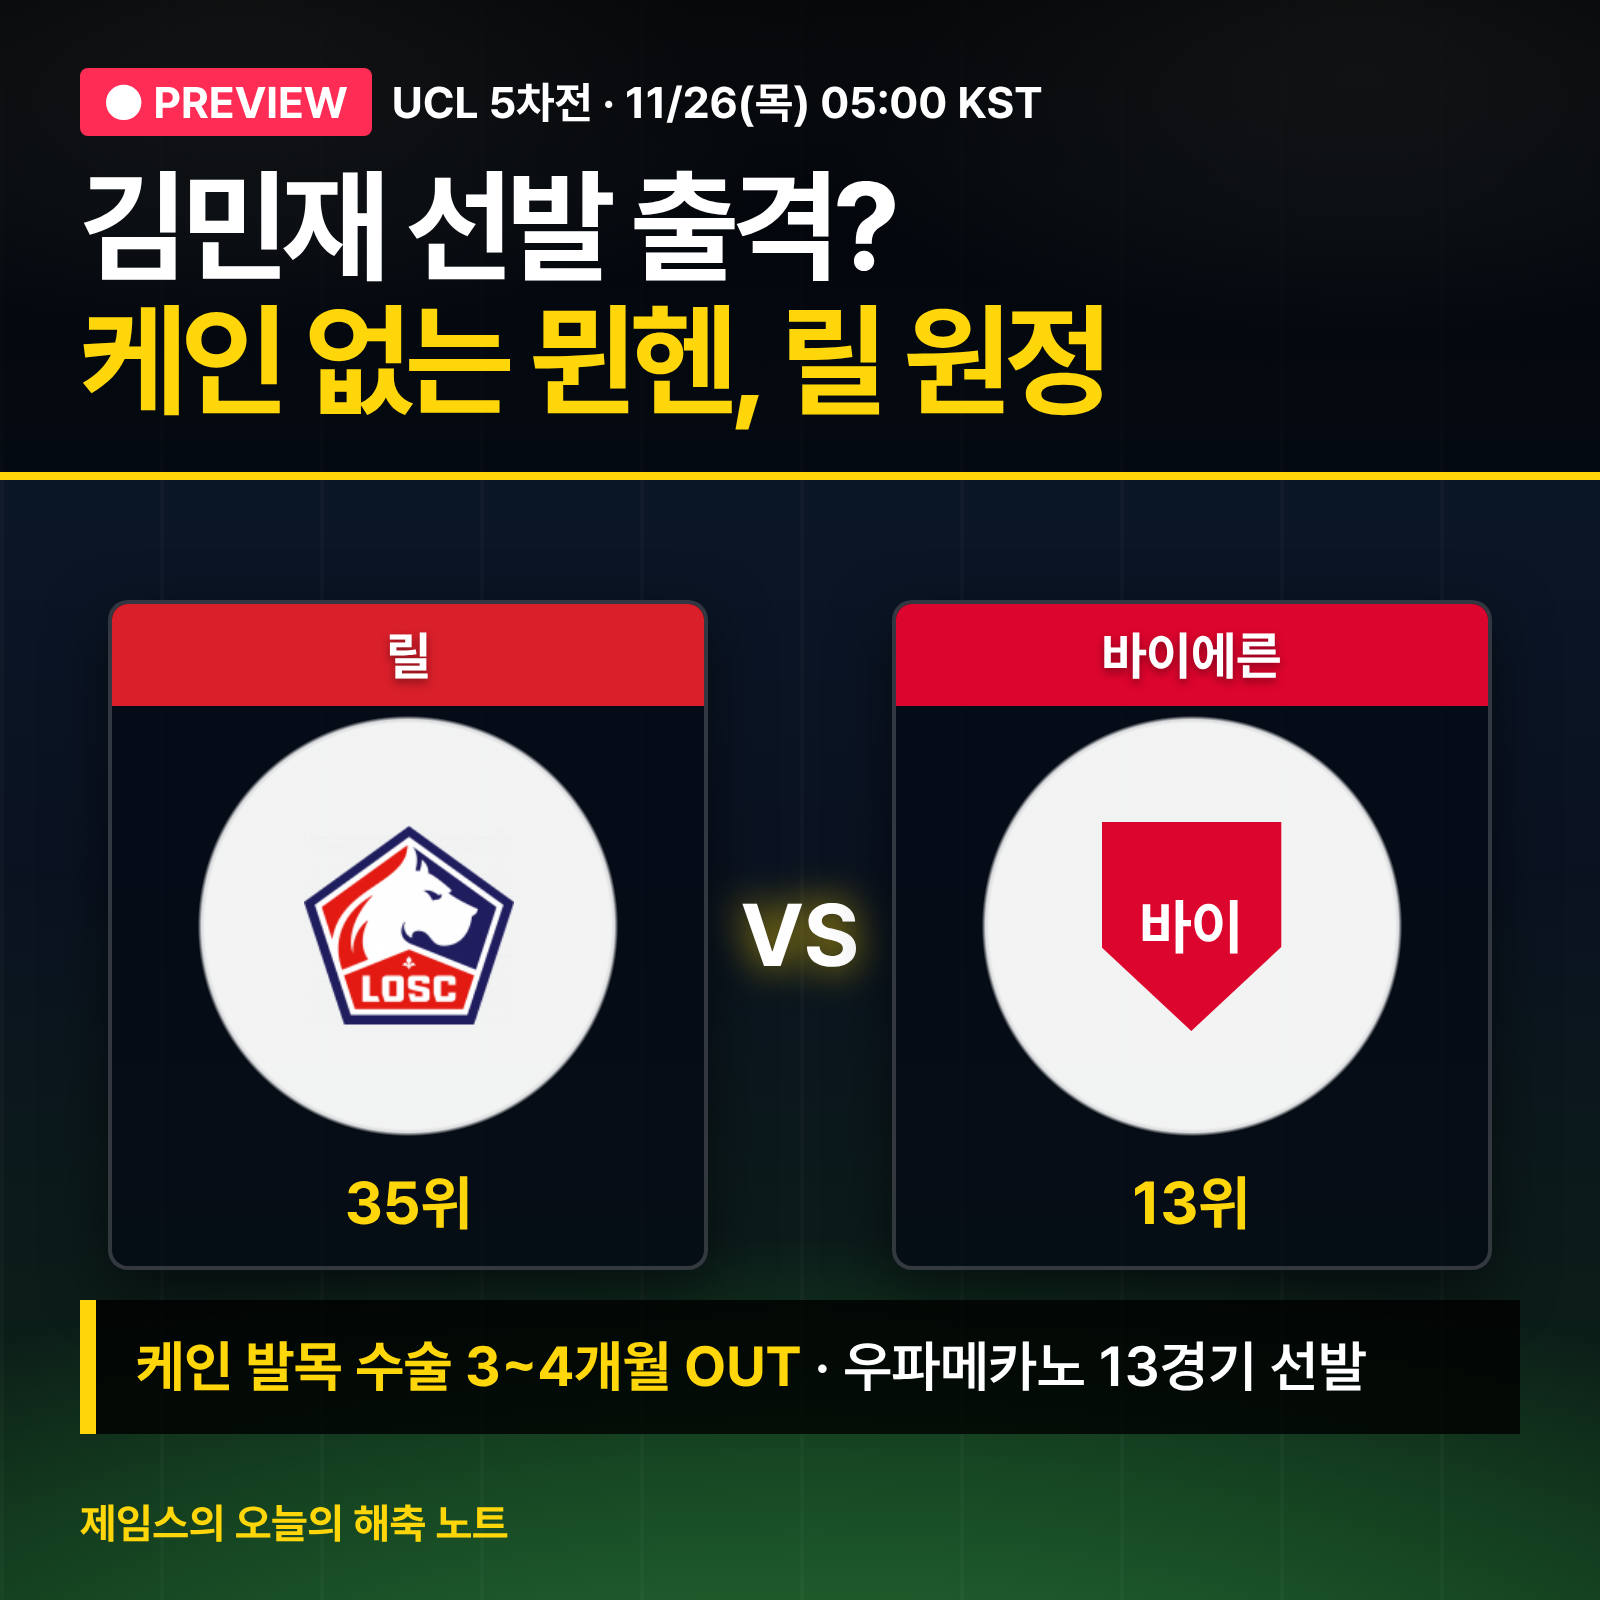 PREVIEW UCL 5차전 · 11/26(목) 05:00 KST
김민재 선발 출격?
케인 없는 뮌헨, 릴 원정
릴
바이에른
LOSC
VS
바이
35위
13위
케인 발목 수술 3~4개월 OUT · 우파메카노 13경기 선발
제임스의 오늘의 해축 노트